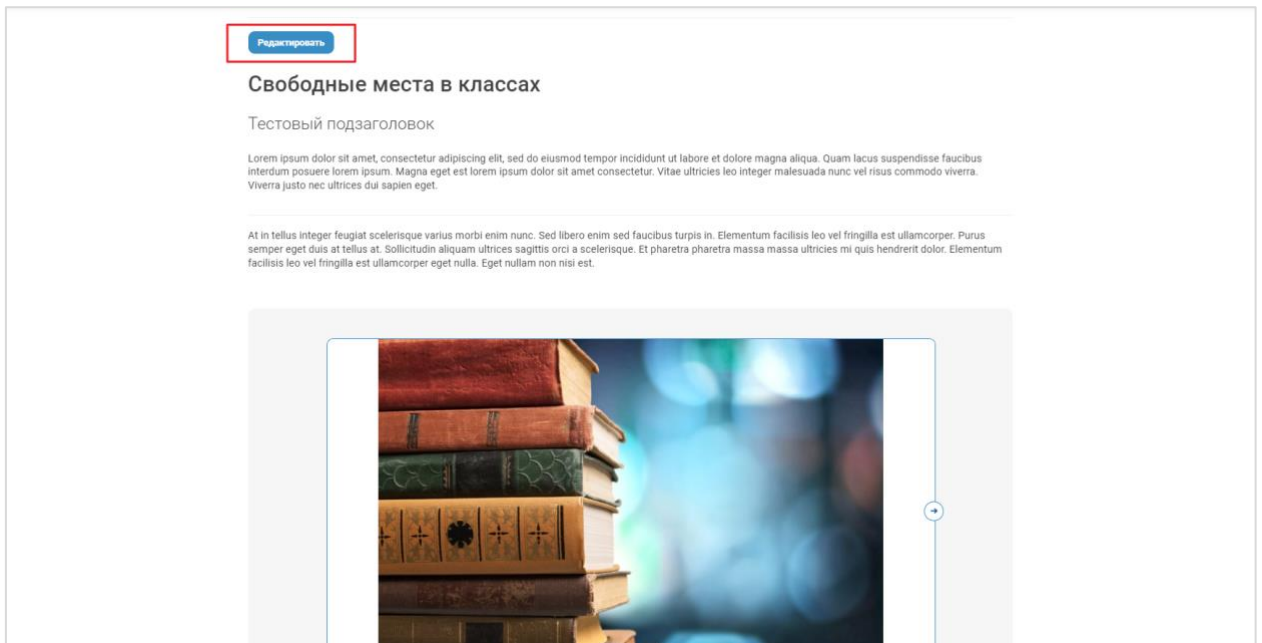 Редактировать
Свободные места в классах
Тестовый подзаголовок
Lorem ipsum dolor sit amet, consectetur adipiscing elit, sed do eiusmod tempor incididunt ut labore et dolore magna aliqua. Quam lacus suspendisse faucibus
interdum posuere lorem ipsum. Magna eget est lorem ipsum dolor sit amet consectetur. Vitae ultricies leo integer malesuada nunc vel risus commodo viverra.
Viverra justo nec ultrices dui sapien eget.
At in tellus integer feugiat scelerisque varius morbi enim nunc. Sed libero enim sed faucibus turpis in. Elementum facilisis leo vel fringilla est ullamcorper. Purus
semper eget duis at tellus at. Sollicitudin aliquam ultrices sagittis orci a scelerisque. Et pharetra pharetra massa massa ultricies mi quis hendrerit dolor. Elementum
facilisis leo vel fringilla est ullamcorper eget nulla. Eget nullam non nisi est.